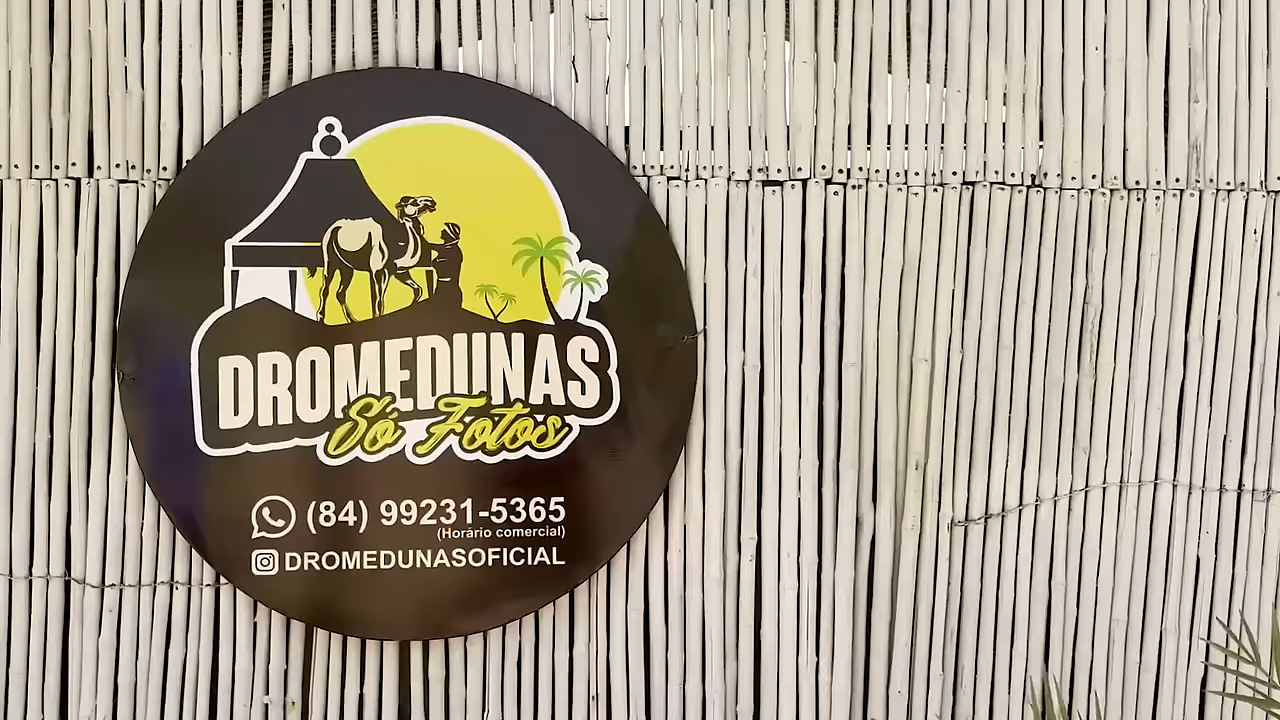 DROMEDUNAS
Só Fotos
(84) 99231-5365
(Horário comercial)
DROMEDUNASOFICIAL